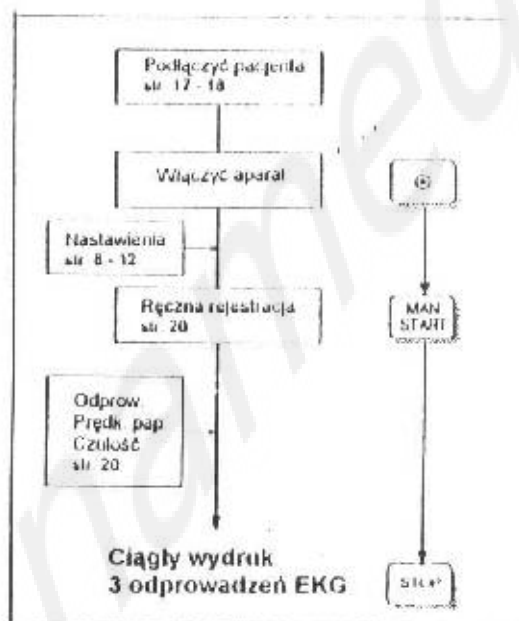 Podłączyć pacjenta
str. 17 - 18
Włączyć aparat
Nastawienia
str. 8 - 12
Ręczna rejestracja
str. 20
MAN
START
Odprow.
Prędk. pap.
Czułość
str. 20
Ciągły wydruk
3 odprowadzeń EKG
STOP
named